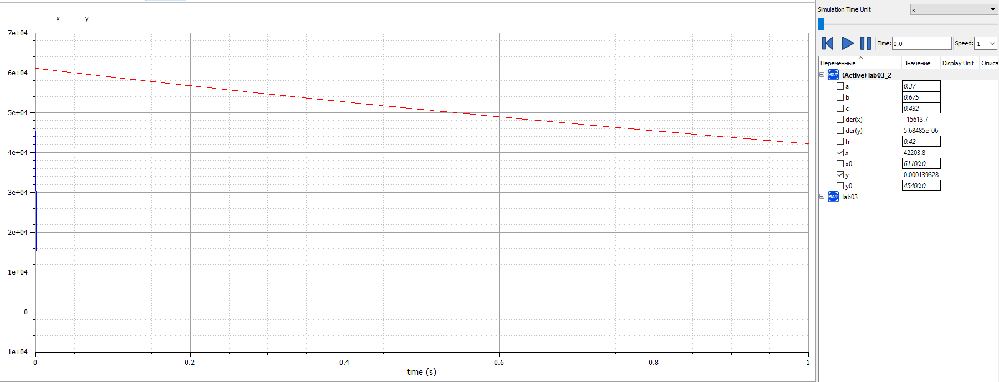 x y
7e+04
6e+04
5e+04
4e+04
3e+04
2e+04
1e+04
0
-1e+04
0 0.2 0.4 0.6 0.8 1
time (s)
Simulation Time Unit s
Time: 0.0 Speed: 1
Переменные Значение Display Unit Описа
MAT (Active) lab03_2
a 0.37
b 0.675
c 0.432
der(x) -15613.7
der(y) 5.68485e-06
h 0.42
x 42203.8
x0 61100.0
y 0.000139328
y0 45400.0
MAT lab03